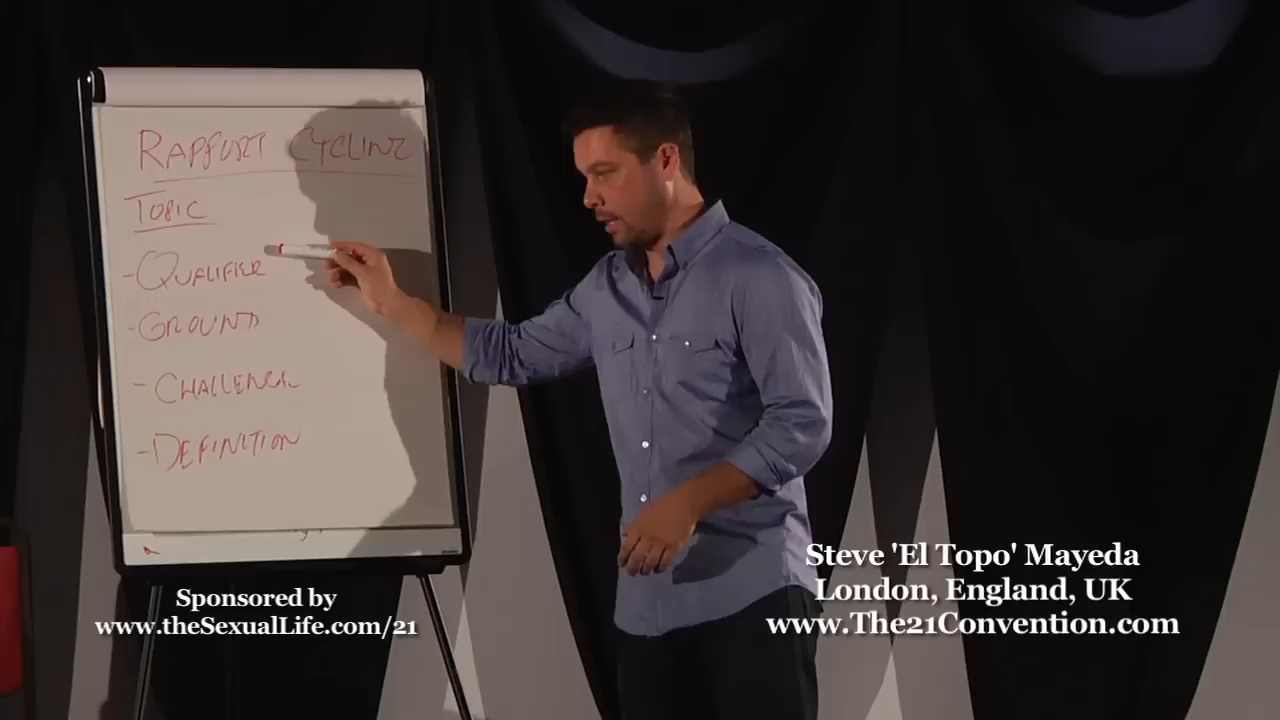 RAPPORT CYCLING
TOPIC
- QUALIFIER
- GROUND
- CHALLENGE
- DEFINITION
Sponsored by
www.theSexualLife.com/21
Steve 'El Topo' Mayeda
London, England, UK
www.The21Convention.com